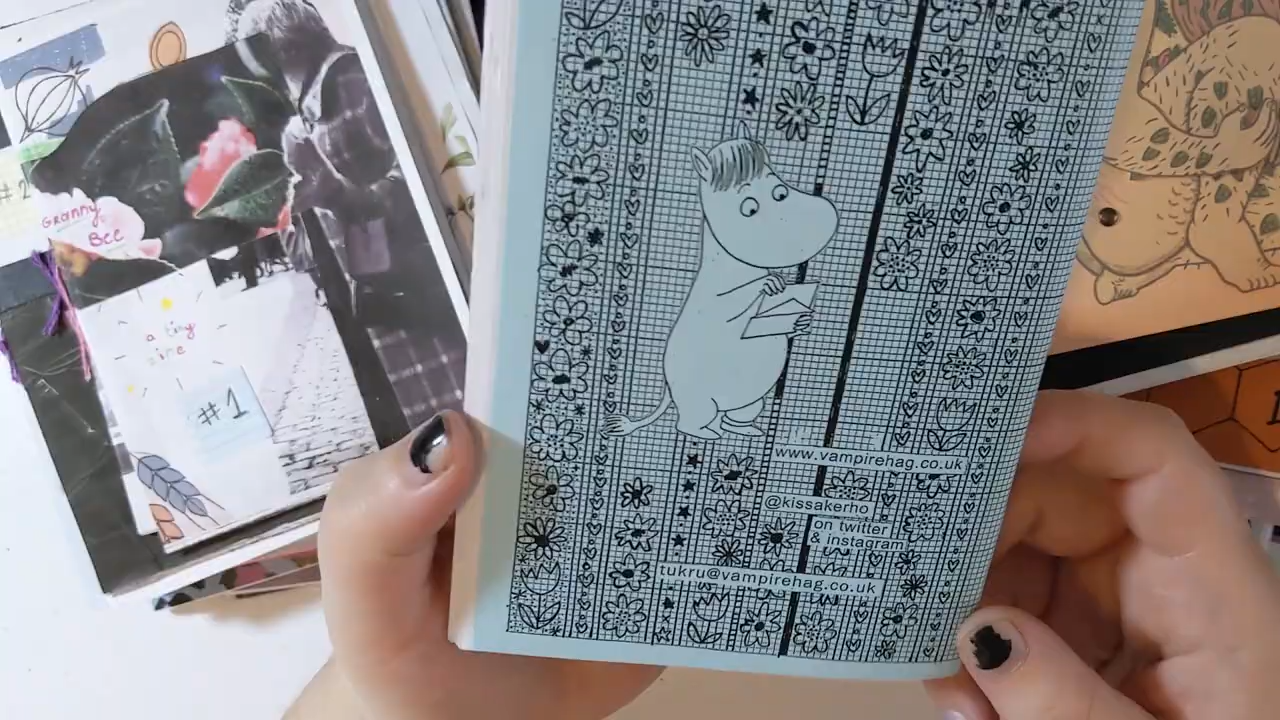 #2
Granny
Bee
a tiny
zine
#1
www.vampirehag.co.uk
@kissakerho
on twitter
& instagram
tukru@vampirehag.co.uk